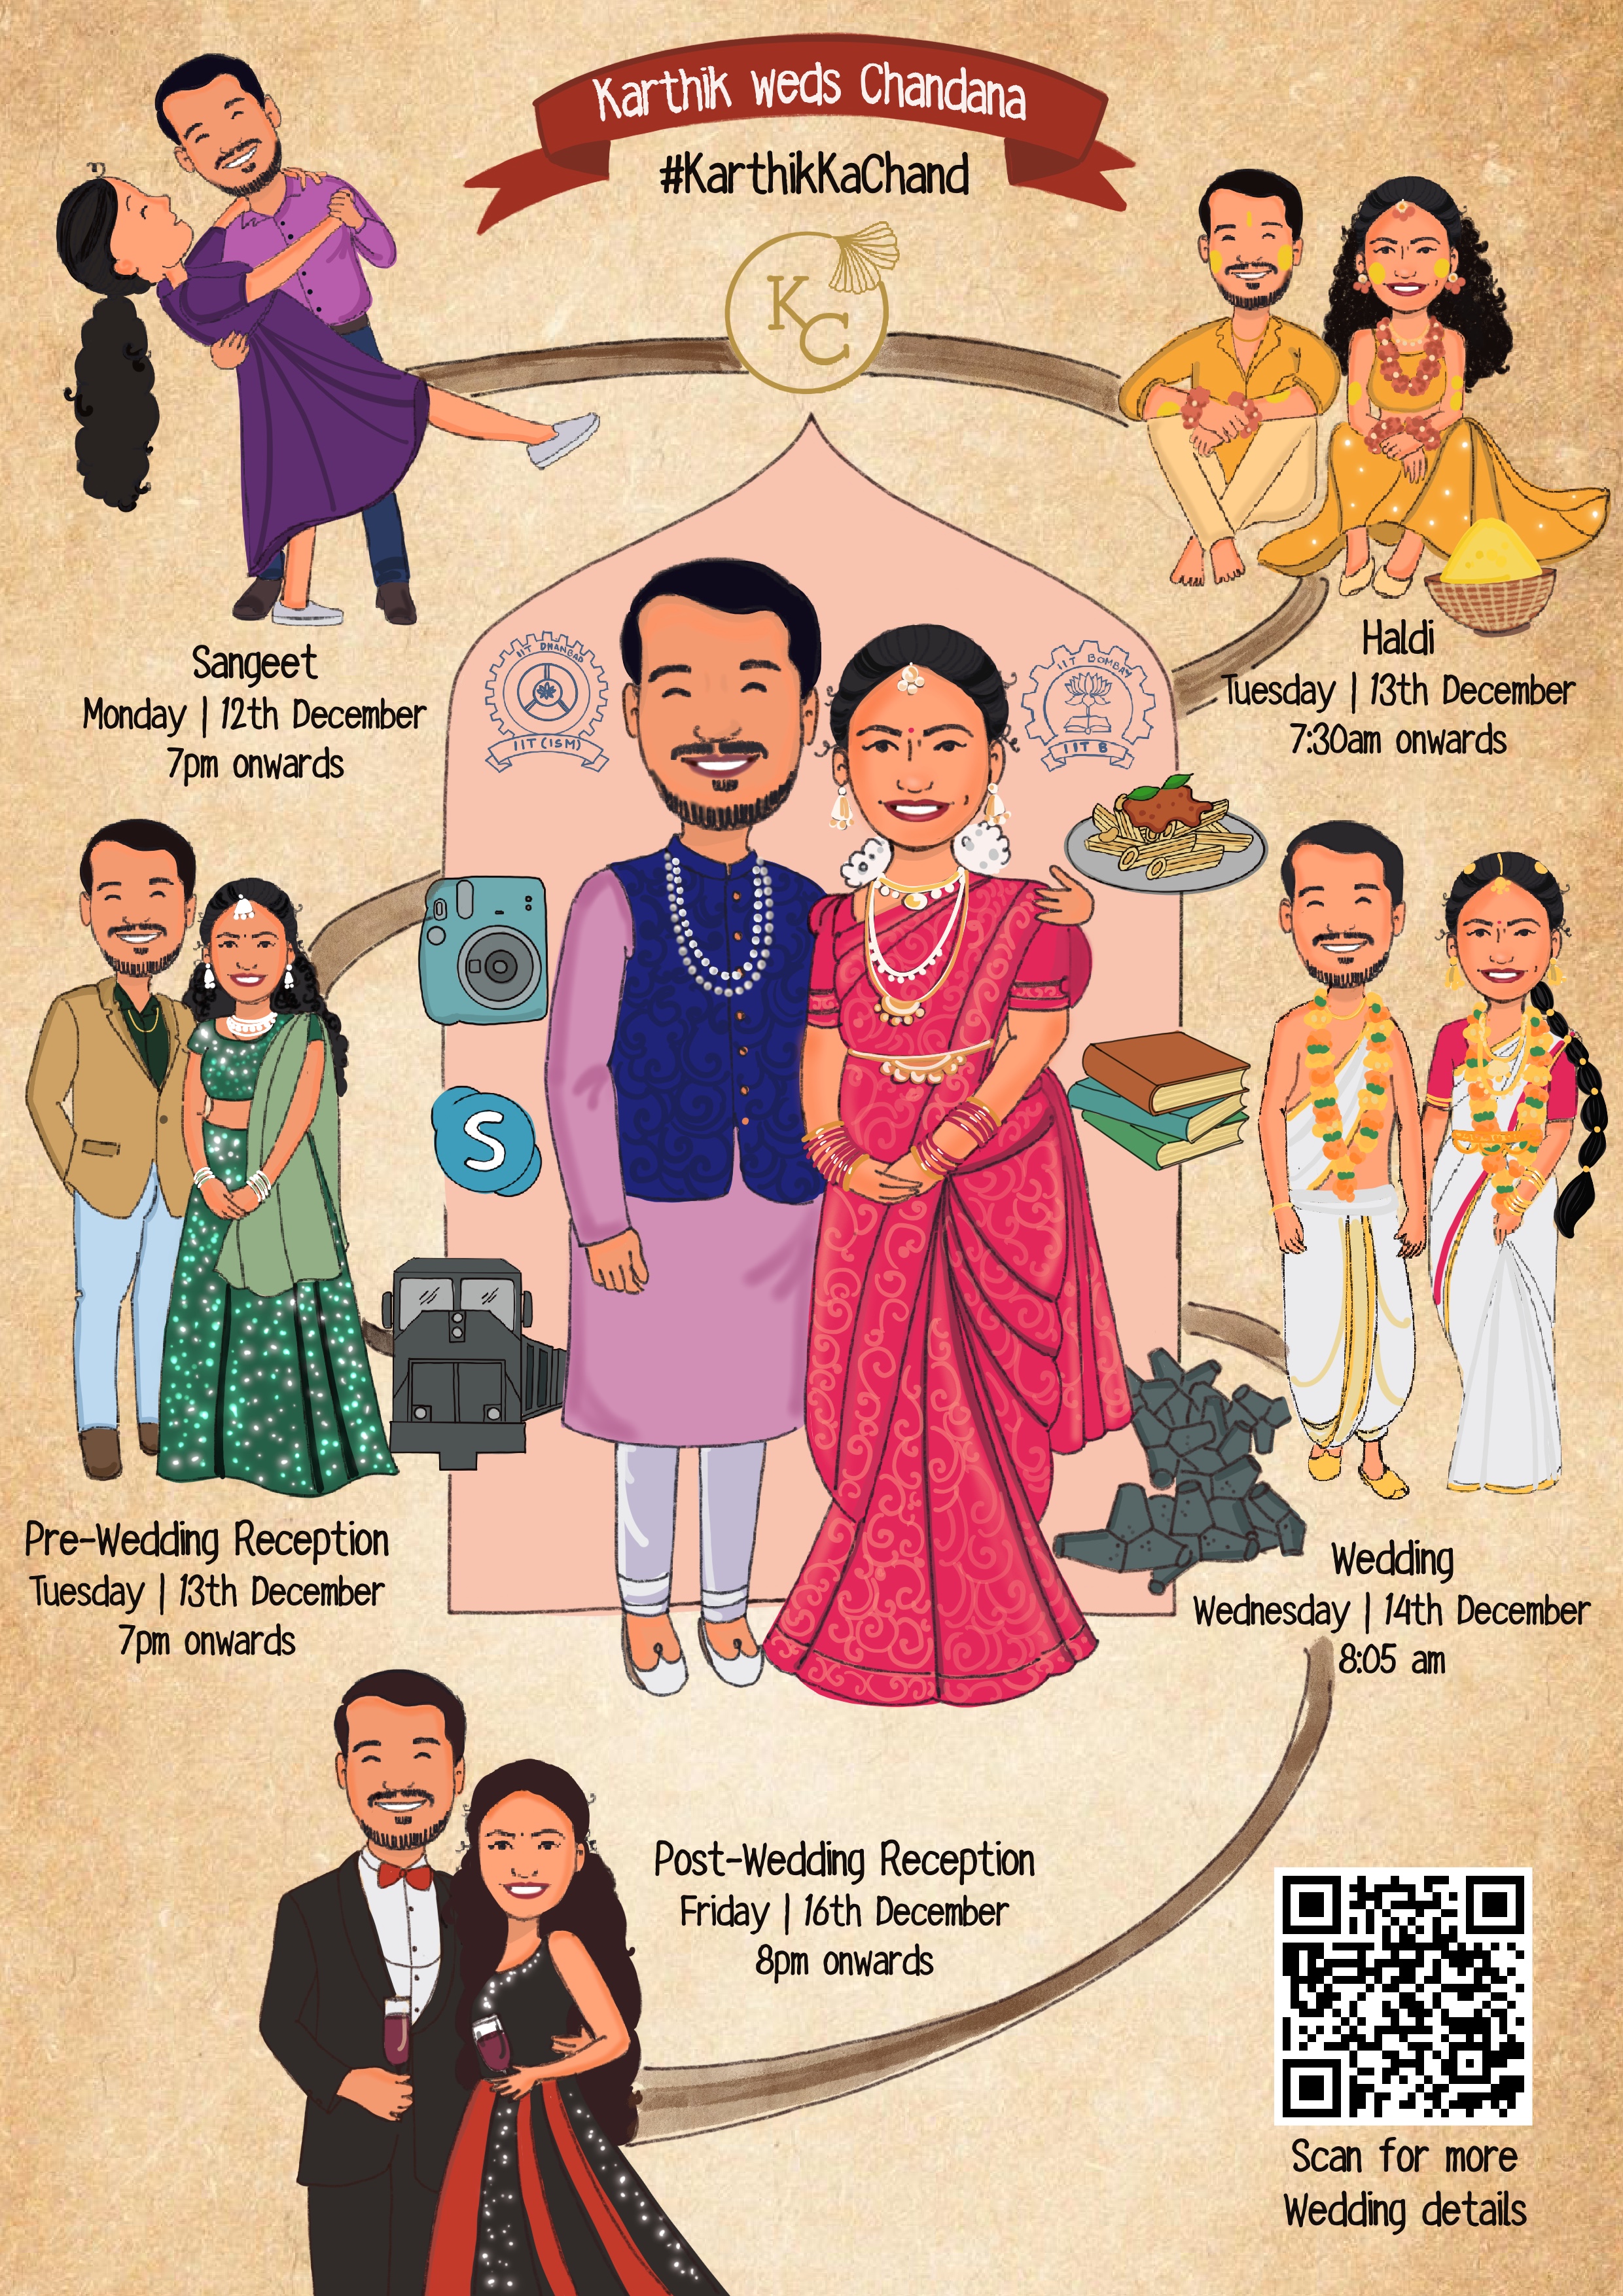 Karthik weds Chandana
#KarthikKaChand
K
C
Sangeet
Monday | 12th December
7pm onwards
Haldi
Tuesday | 13th December
7:30am onwards
IIT DHANBAD
IIT (ISM)
IIT BOMBAY
IIT B
S
Pre-Wedding Reception
Tuesday | 13th December
7pm onwards
Wedding
Wednesday | 14th December
8:05 am
Post-Wedding Reception
Friday | 16th December
8pm onwards
Scan for more
Wedding details